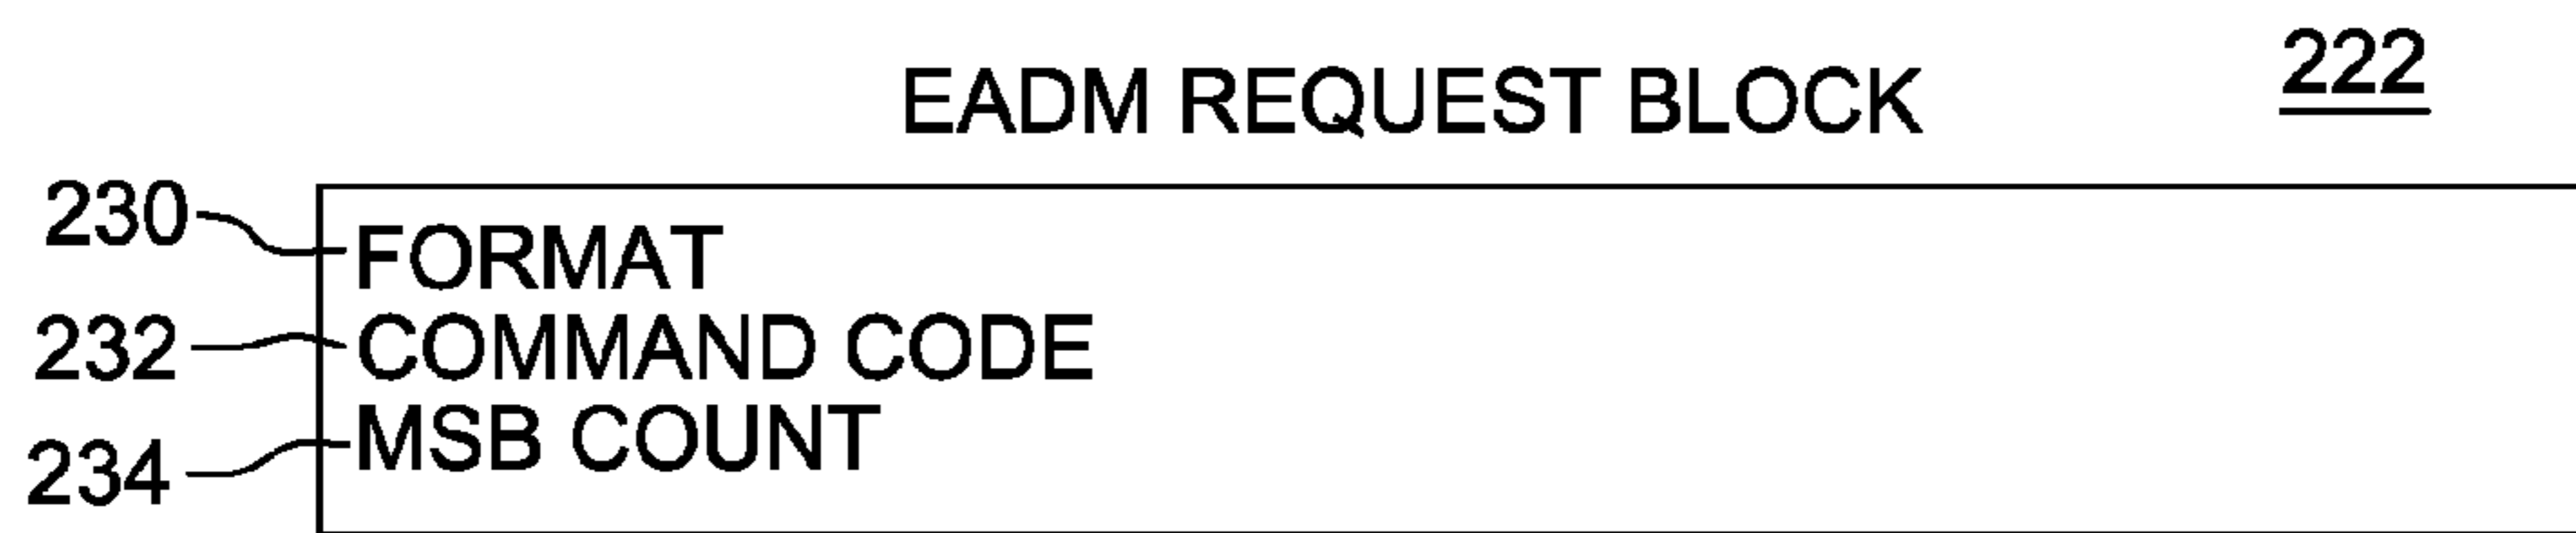 EADM REQUEST BLOCK 222
230 FORMAT
232 COMMAND CODE
234 MSB COUNT